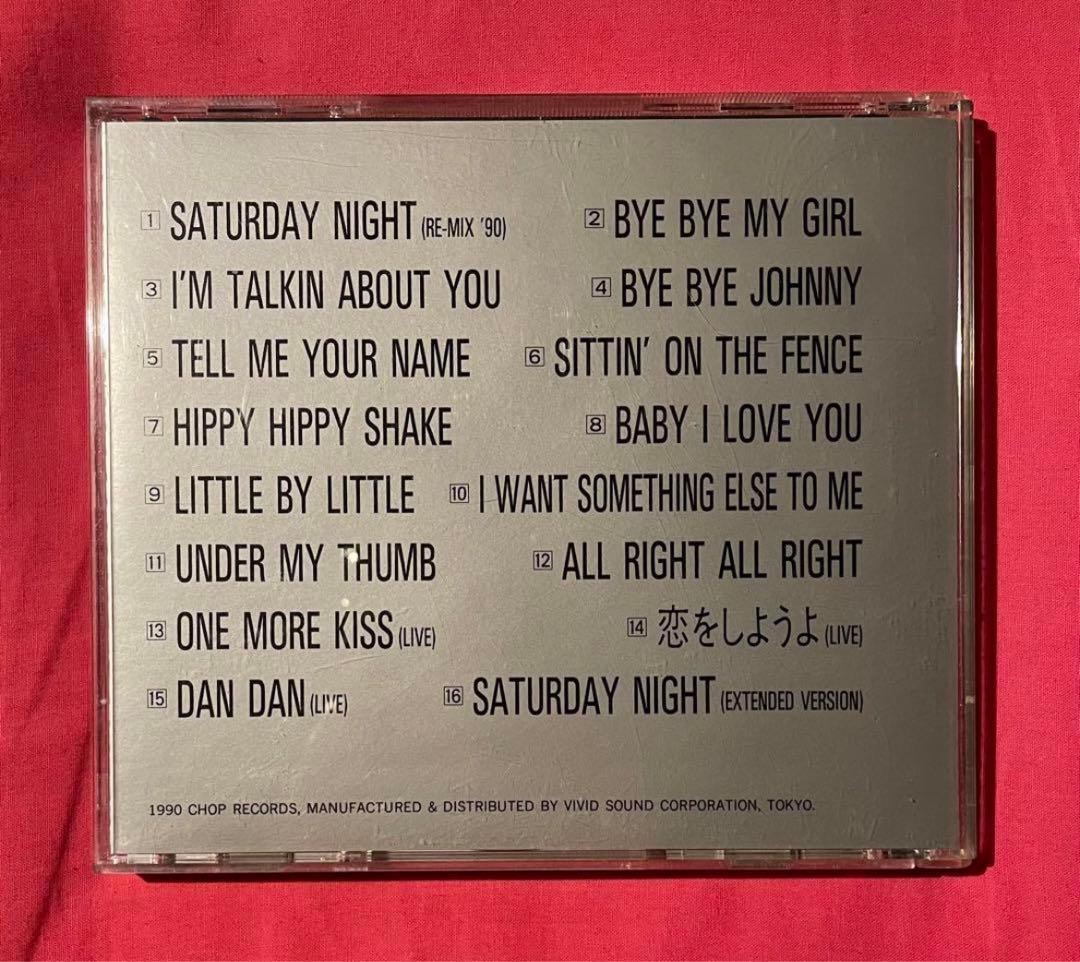 1 SATURDAY NIGHT (RE-MIX '90) 2 BYE BYE MY GIRL
3 I'M TALKIN ABOUT YOU 4 BYE BYE JOHNNY
5 TELL ME YOUR NAME 6 SITTIN' ON THE FENCE
7 HIPPY HIPPY SHAKE 8 BABY I LOVE YOU
9 LITTLE BY LITTLE 10 I WANT SOMETHING ELSE TO ME
11 UNDER MY THUMB 12 ALL RIGHT ALL RIGHT
13 ONE MORE KISS (LIVE) 14 恋をしようよ (LIVE)
15 DAN DAN (LIVE) 16 SATURDAY NIGHT (EXTENDED VERSION)
1990 CHOP RECORDS, MANUFACTURED & DISTRIBUTED BY VIVID SOUND CORPORATION, TOKYO.